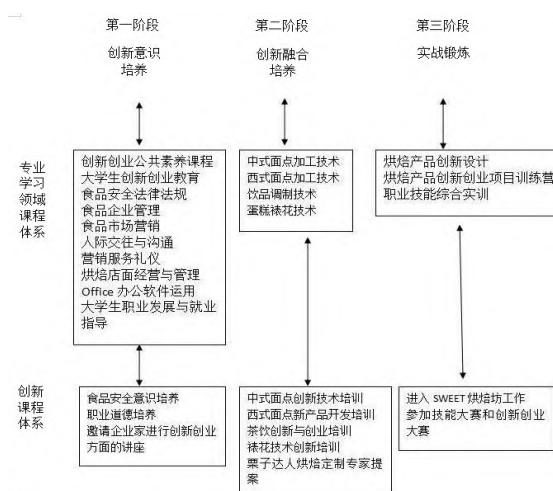 第一阶段
第二阶段
第三阶段
创新意识
培养
创新融合
培养
实战锻炼
专业
学习
领域
课程
体系
创新创业公共素养课程
大学生创新创业教育
食品安全法律法规
食品企业管理
食品市场营销
人际交往与沟通
营销服务礼仪
烘焙店面经营与管理
Office 办公软件运用
大学生职业发展与就业
指导
中式面点加工技术
西式面点加工技术
饮品调制技术
蛋糕裱花技术
烘焙产品创新设计
烘焙产品创新创业项目训练营
职业技能综合实训
创新
课程
体系
食品安全意识培养
职业道德培养
邀请企业家进行创新创业
方面的讲座
中式面点创新技术培训
西式面点新产品开发培训
茶饮创新与创业培训
裱花技术创新培训
栗子达人烘焙定制专家提
案
进入 SWEET 烘焙坊工作
参加技能大赛和创新创业
大赛